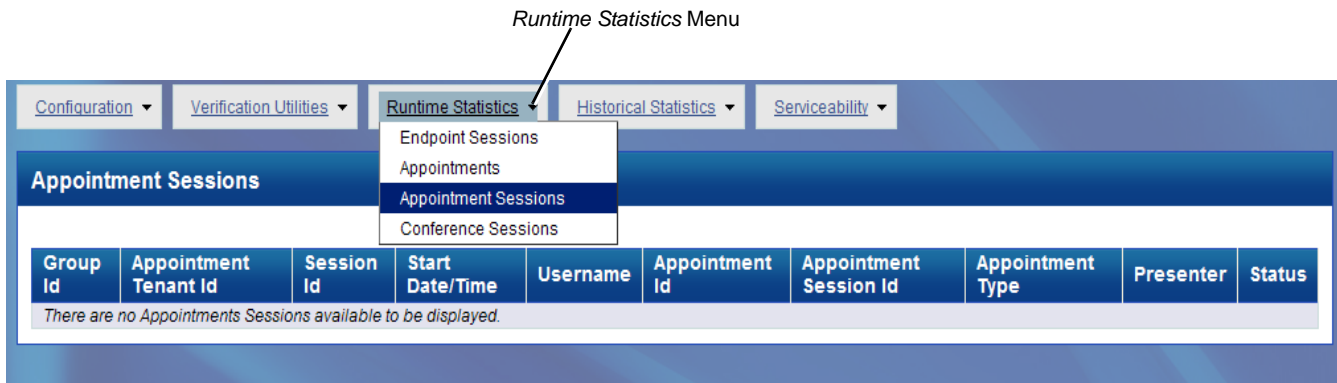 Runtime Statistics Menu
Configuration Verification Utilities Runtime Statistics Historical Statistics Serviceability
Endpoint Sessions
Appointments
Appointment Sessions
Conference Sessions
Appointment Sessions
Group Id Appointment Tenant Id Session Id Start Date/Time Username Appointment Id Appointment Session Id Appointment Type Presenter Status
There are no Appointments Sessions available to be displayed.